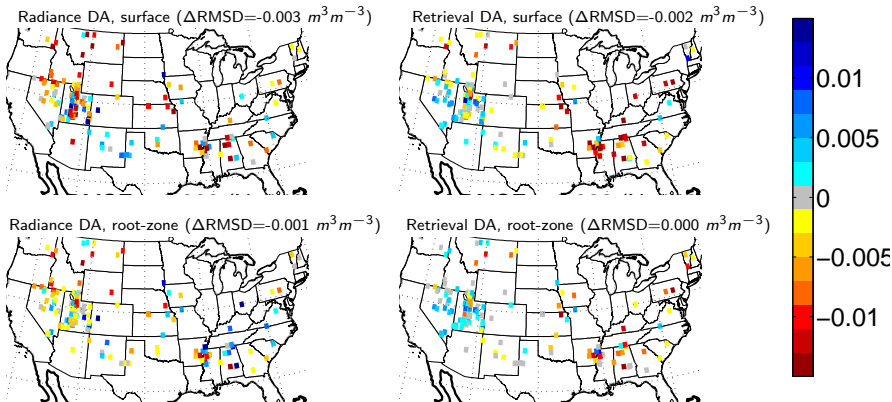 Radiance DA, surface (ΔRMSD=-0.003 m³m⁻³)
Retrieval DA, surface (ΔRMSD=-0.002 m³m⁻³)
Radiance DA, root-zone (ΔRMSD=-0.001 m³m⁻³)
Retrieval DA, root-zone (ΔRMSD=0.000 m³m⁻³)
0.01
0.005
0
−0.005
−0.01